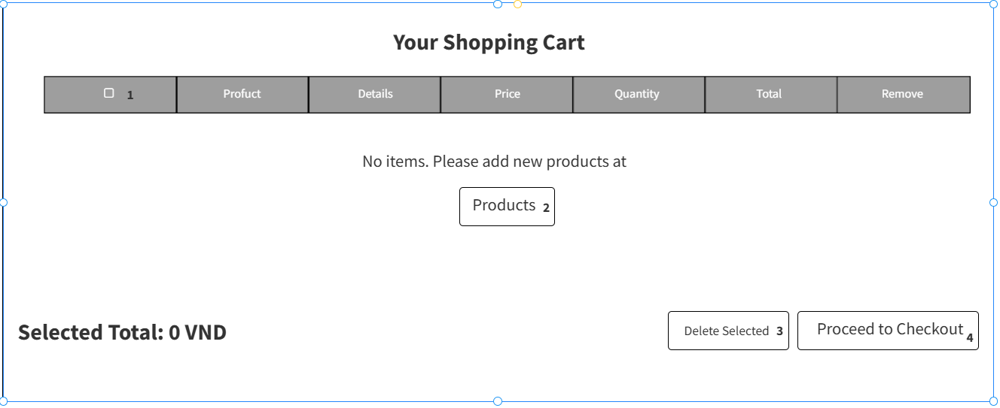 Your Shopping Cart
1 Profuct Details Price Quantity Total Remove
No items. Please add new products at
Products 2
Selected Total: 0 VND
Delete Selected 3
Proceed to Checkout 4